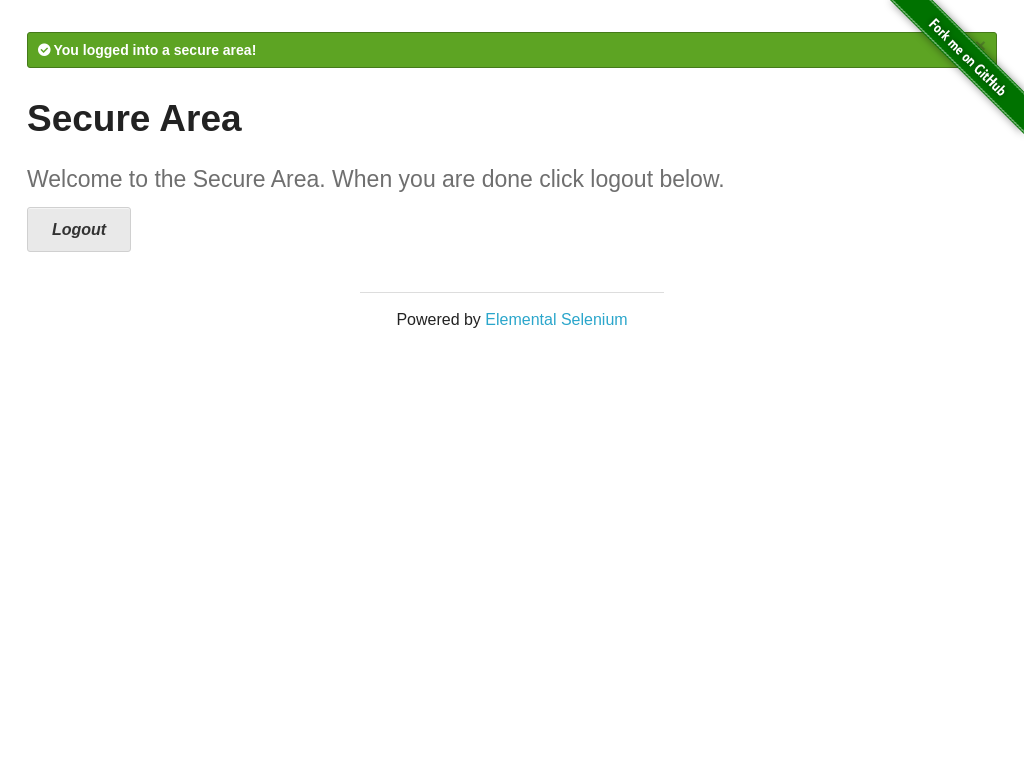 You logged into a secure area!
Fork me on GitHub
Secure Area
Welcome to the Secure Area. When you are done click logout below.
Logout
Powered by Elemental Selenium